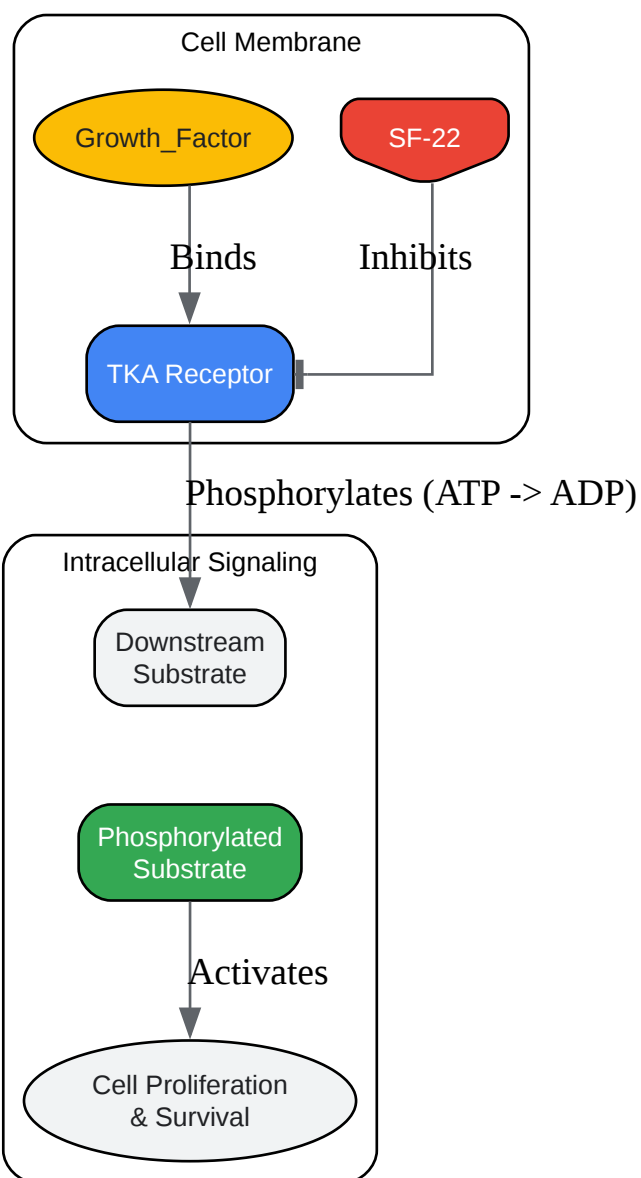 Cell Membrane
Growth_Factor
SF-22
Binds
Inhibits
TKA Receptor
Phosphorylates (ATP -> ADP)
Intracellular Signaling
Downstream
Substrate
Phosphorylated
Substrate
Activates
Cell Proliferation
& Survival